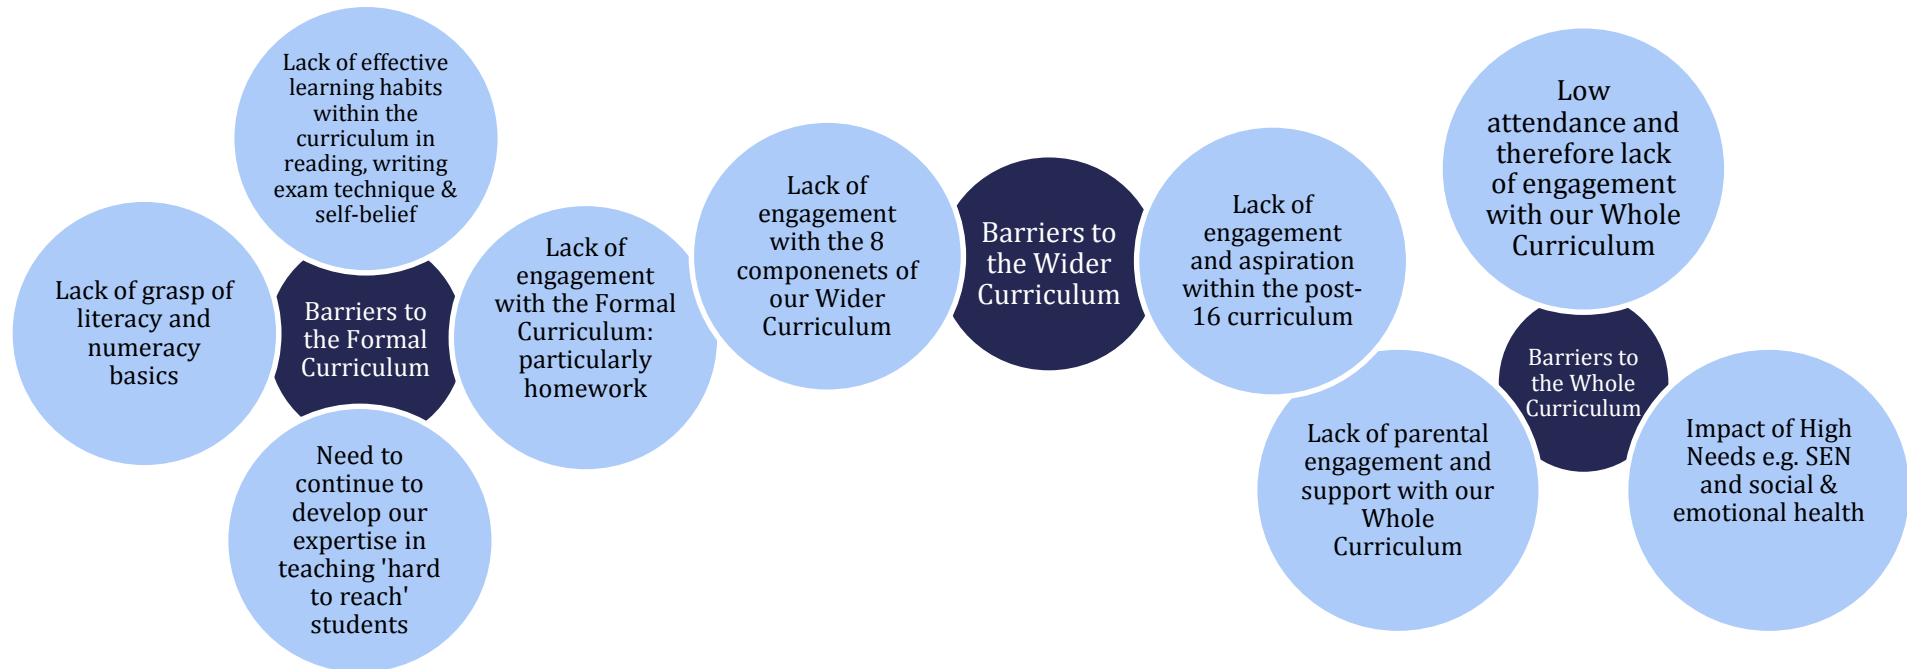 Lack of effective
learning habits
within the
curriculum in
reading, writing
exam technique &
self-belief
Lack of grasp of
literacy and
numeracy
basics
Barriers to
the Formal
Curriculum
Lack of
engagement
with the Formal
Curriculum:
particularly
homework
Need to
continue to
develop our
expertise in
teaching 'hard
to reach'
students
Lack of
engagement
with the 8
componenets of
our Wider
Curriculum
Barriers to
the Wider
Curriculum
Lack of
engagement
and aspiration
within the post-
16 curriculum
Low
attendance and
therefore lack
of engagement
with our Whole
Curriculum
Barriers to
the Whole
Curriculum
Lack of parental
engagement and
support with our
Whole
Curriculum
Impact of High
Needs e.g. SEN
and social &
emotional health